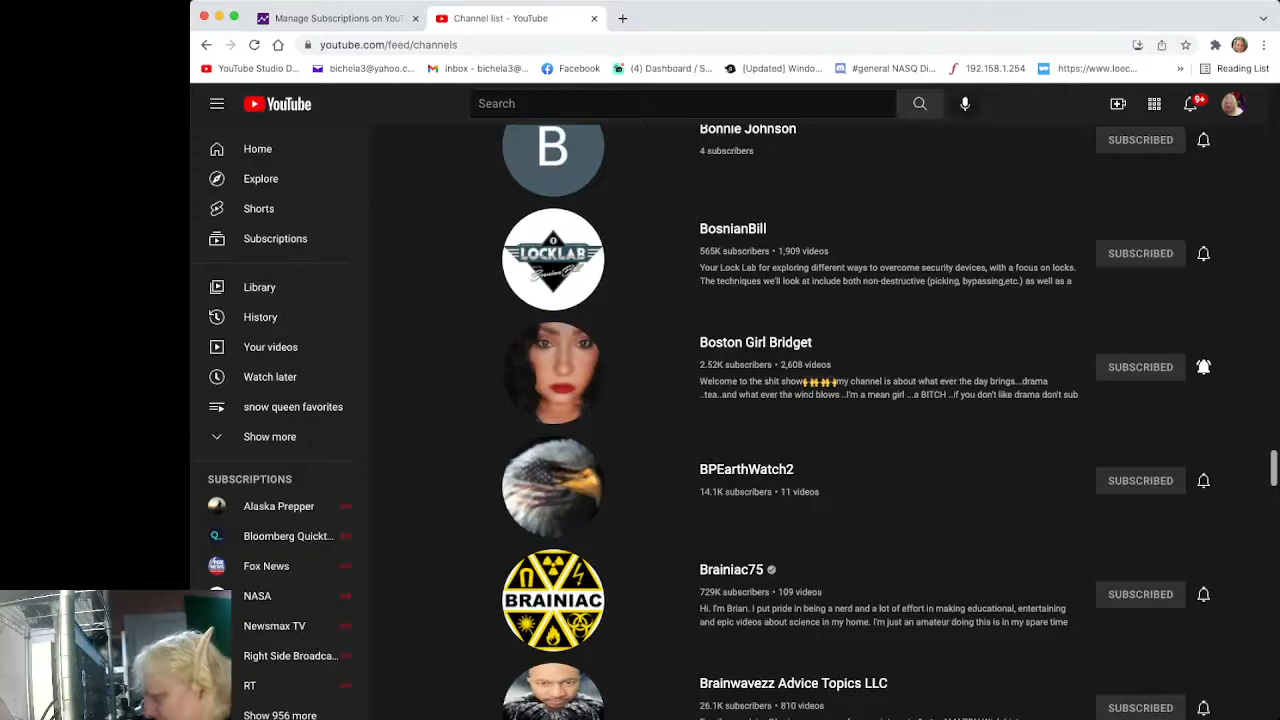 Manage Subscriptions on YouT
Channel list - YouTube
youtube.com/feed/channels
YouTube Studio D...
bichela3@yahoo.c...
Inbox - bichela3@...
Facebook
(4) Dashboard / S...
[Updated] Windo...
#general NASQ Di...
192.158.1.254
https://www.loec...
»
Reading List
YouTube
Search
9+
Home
Explore
Shorts
Subscriptions
Library
History
Your videos
Watch later
snow queen favorites
Show more
SUBSCRIPTIONS
Alaska Prepper
Bloomberg Quickt...
Fox News
NASA
Newsmax TV
Right Side Broadca...
RT
Show 956 more
B
Bonnie Johnson
4 subscribers
SUBSCRIBED
LOCKLAB
Bosnian Bill
BosnianBill
565K subscribers • 1,909 videos
Your Lock Lab for exploring different ways to overcome security devices, with a focus on locks.
The techniques we'll look at include both non-destructive (picking, bypassing,etc.) as well as a
SUBSCRIBED
Boston Girl Bridget
2.52K subscribers • 2,608 videos
Welcome to the shit show🙌🙌🙌my channel is about what ever the day brings...drama
..tea..and what ever the wind blows ..I'm a mean girl ...a BITCH ..if you don't like drama don't sub
SUBSCRIBED
BPEarthWatch2
14.1K subscribers • 11 videos
SUBSCRIBED
BRAINIAC
Brainiac75
729K subscribers • 109 videos
Hi. I'm Brian. I put pride in being a nerd and a lot of effort in making educational, entertaining
and epic videos about science in my home. I'm just an amateur doing this is in my spare time
SUBSCRIBED
Brainwavezz Advice Topics LLC
26.1K subscribers • 810 videos
SUBSCRIBED